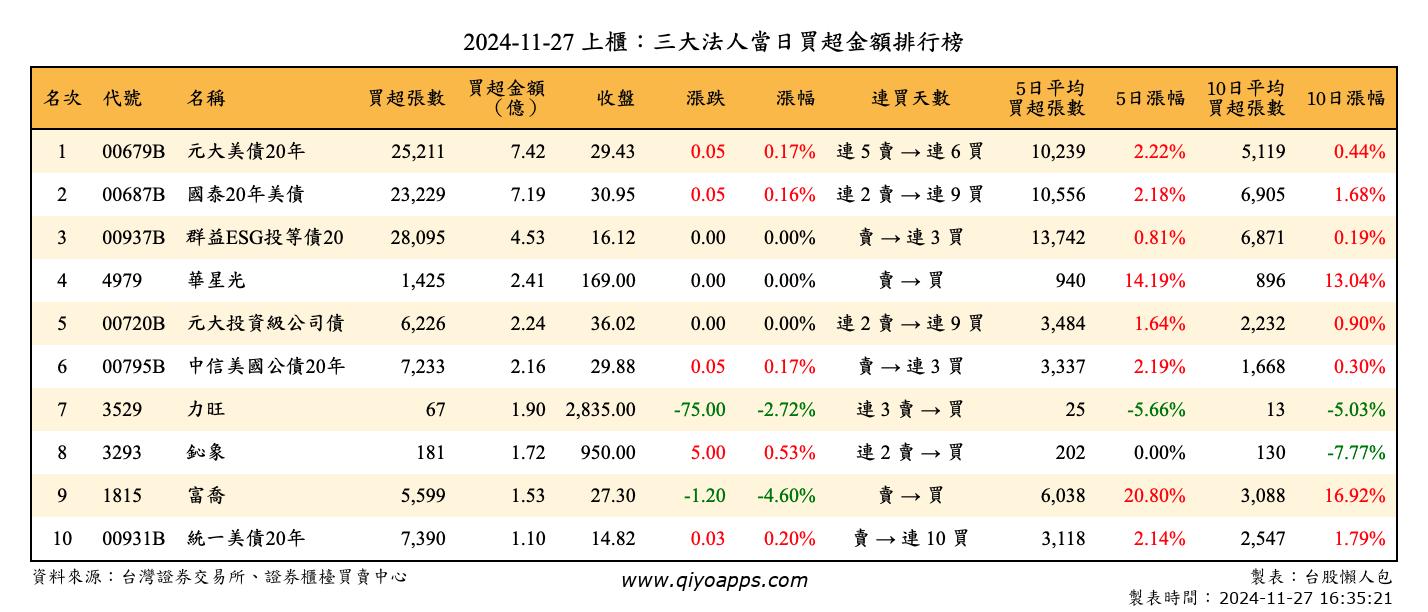 2024-11-27 上櫃：三大法人當日買超金額排行榜
名次 代號 名稱 買超張數 買超金額（億） 收盤 漲跌 漲幅 連買天數 5日平均買超張數 5日漲幅 10日平均買超張數 10日漲幅
1 00679B 元大美債20年 25,211 7.42 29.43 0.05 0.17% 連 5 賣 → 連 6 買 10,239 2.22% 5,119 0.44%
2 00687B 國泰20年美債 23,229 7.19 30.95 0.05 0.16% 連 2 賣 → 連 9 買 10,556 2.18% 6,905 1.68%
3 00937B 群益ESG投等債20 28,095 4.53 16.12 0.00 0.00% 賣 → 連 3 買 13,742 0.81% 6,871 0.19%
4 4979 華星光 1,425 2.41 169.00 0.00 0.00% 賣 → 買 940 14.19% 896 13.04%
5 00720B 元大投資級公司債 6,226 2.24 36.02 0.00 0.00% 連 2 賣 → 連 9 買 3,484 1.64% 2,232 0.90%
6 00795B 中信美國公債20年 7,233 2.16 29.88 0.05 0.17% 賣 → 連 3 買 3,337 2.19% 1,668 0.30%
7 3529 力旺 67 1.90 2,835.00 -75.00 -2.72% 連 3 賣 → 買 25 -5.66% 13 -5.03%
8 3293 鈊象 181 1.72 950.00 5.00 0.53% 連 2 賣 → 買 202 0.00% 130 -7.77%
9 1815 富喬 5,599 1.53 27.30 -1.20 -4.60% 賣 → 買 6,038 20.80% 3,088 16.92%
10 00931B 統一美債20年 7,390 1.10 14.82 0.03 0.20% 賣 → 連 10 買 3,118 2.14% 2,547 1.79%
資料來源：台灣證券交易所、證券櫃檯買賣中心 www.qiyoapps.com 製表：台股懶人包
製表時間：2024-11-27 16:35:21